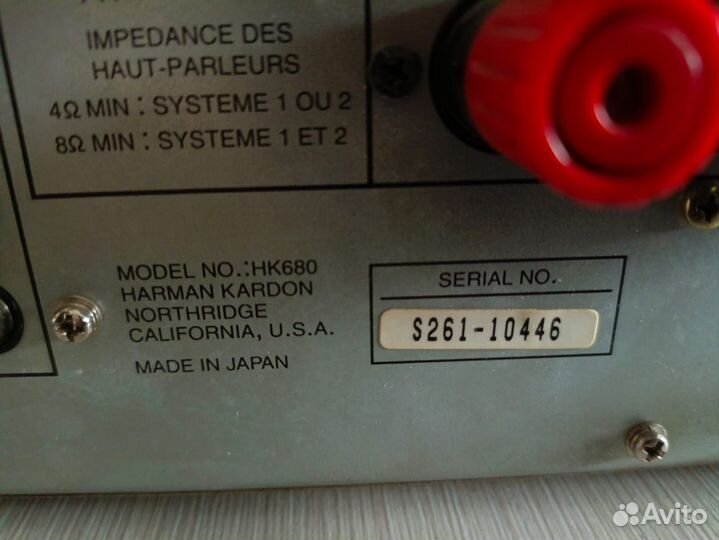 IMPEDANCE DES
HAUT-PARLEURS
4Ω MIN : SYSTEME 1 OU 2
8Ω MIN : SYSTEME 1 ET 2
MODEL NO.:HK680
HARMAN KARDON
NORTHRIDGE
CALIFORNIA, U.S.A.
MADE IN JAPAN
SERIAL NO.
S261-10446
Avito